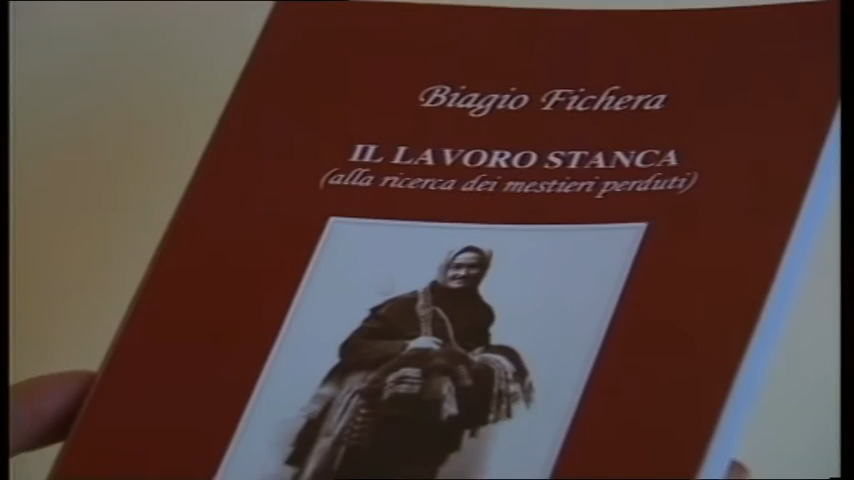 Biagio Fichera
IL LAVORO STANCA
(alla ricerca dei mestieri perduti)